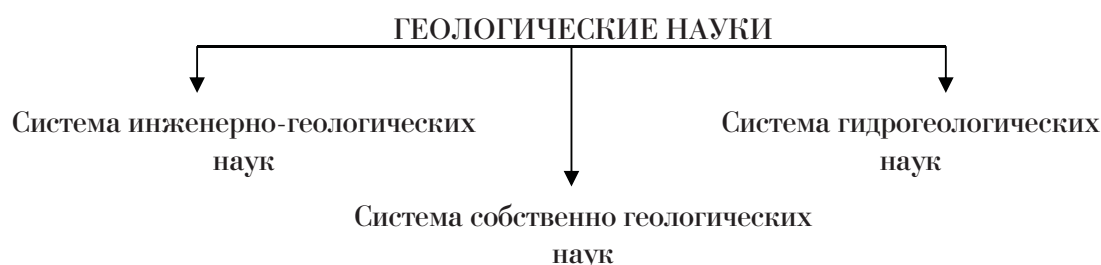 ГЕОЛОГИЧЕСКИЕ НАУКИ
Система инженерно-геологических
наук
Система гидрогеологических
наук
Система собственно геологических
наук